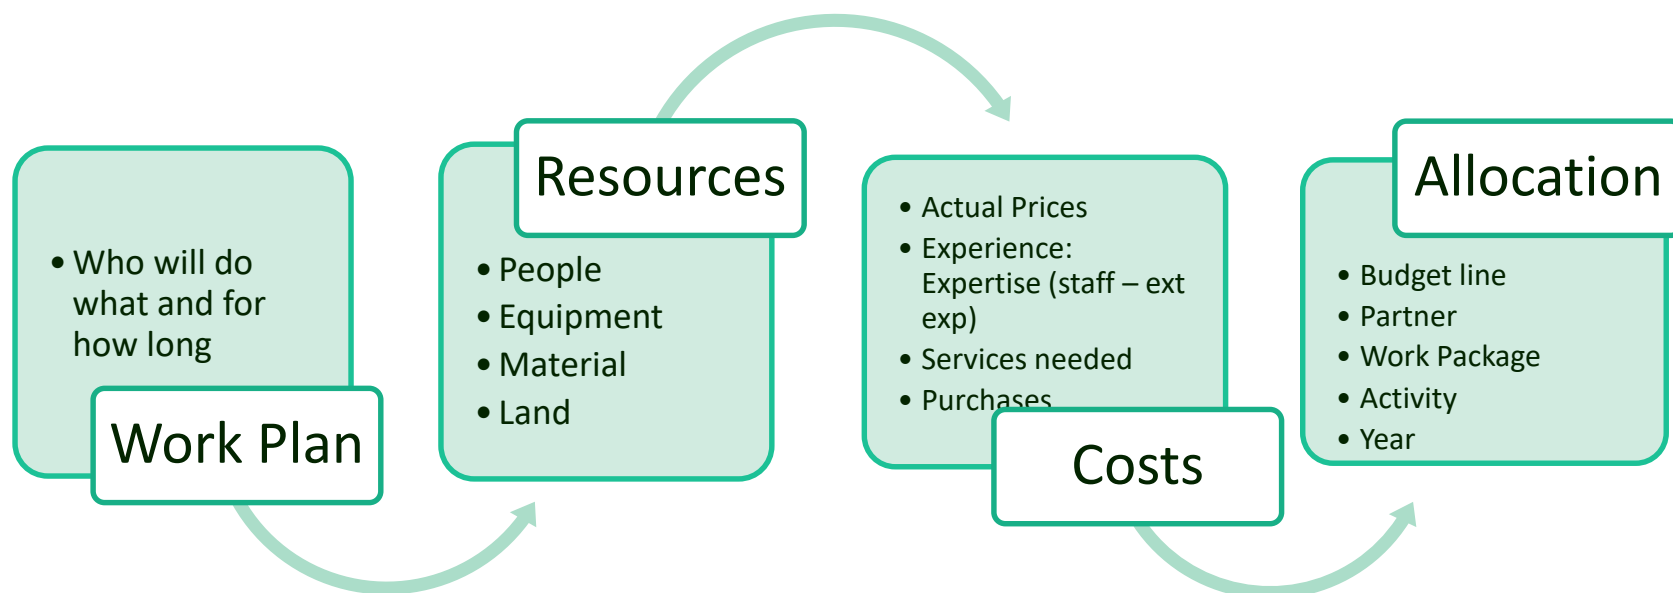 • Who will do
what and for
how long
Work Plan
Resources
• People
• Equipment
• Material
• Land
• Actual Prices
• Experience:
Expertise (staff – ext
exp)
• Services needed
• Purchases
Costs
Allocation
• Budget line
• Partner
• Work Package
• Activity
• Year